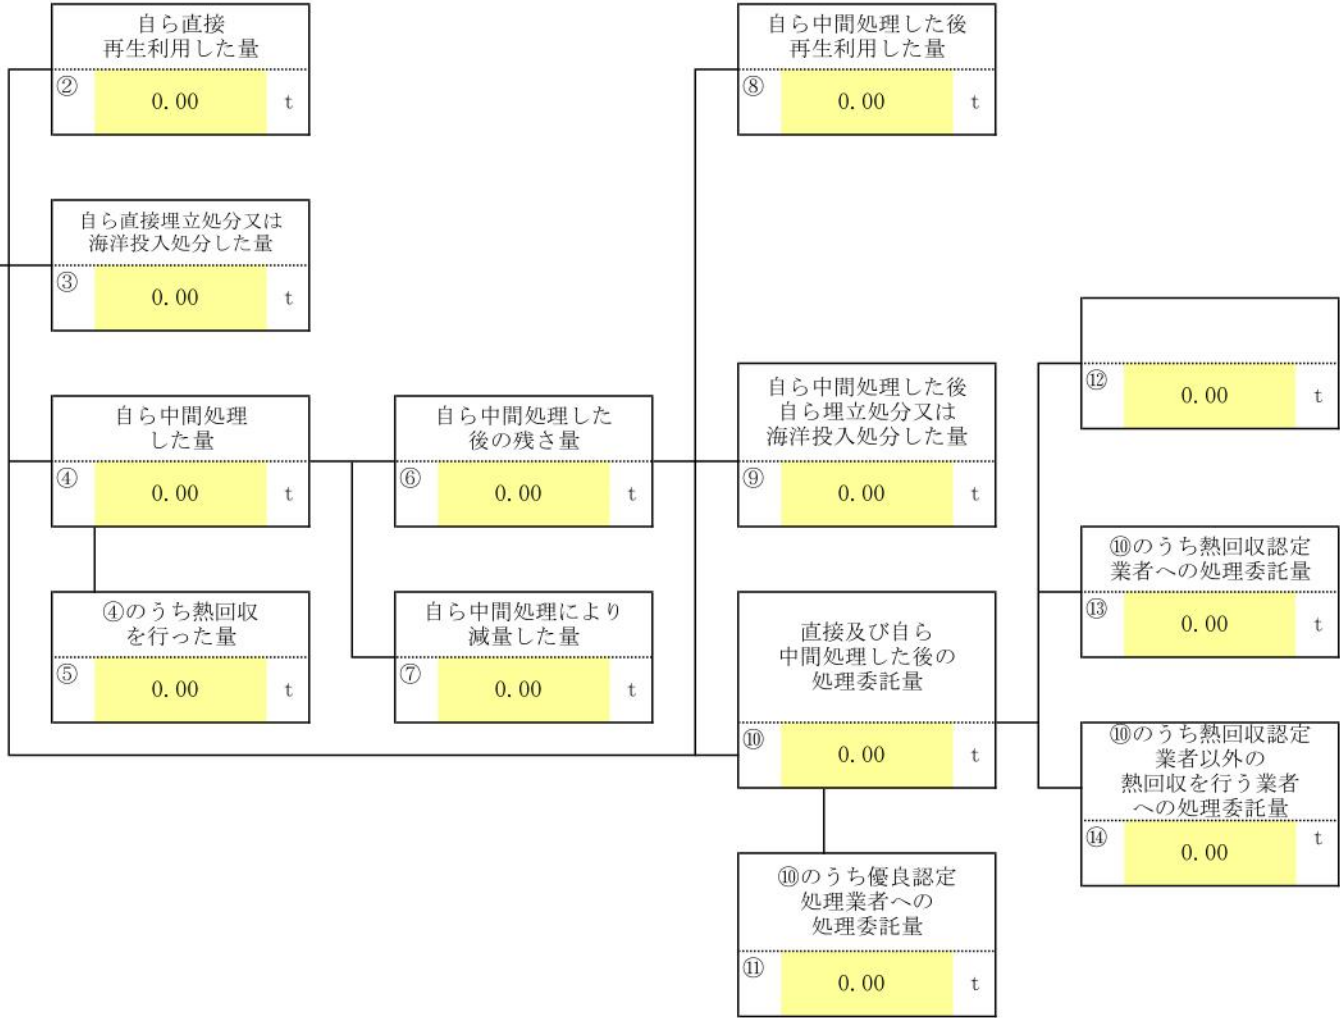 自ら直接
再生利用した量
② 0.00 t
自ら中間処理した後
再生利用した量
⑧ 0.00 t
自ら直接埋立処分又は
海洋投入処分した量
③ 0.00 t
⑫ 0.00 t
自ら中間処理
した量
④ 0.00 t
自ら中間処理した
後の残さ量
⑥ 0.00 t
自ら中間処理した後
自ら埋立処分又は
海洋投入処分した量
⑨ 0.00 t
⑩のうち熱回収認定
業者への処理委託量
⑬ 0.00 t
④のうち熱回収
を行った量
⑤ 0.00 t
自ら中間処理により
減量した量
⑦ 0.00 t
直接及び自ら
中間処理した後の
処理委託量
⑩ 0.00 t
⑩のうち熱回収認定
業者以外の
熱回収を行う業者
への処理委託量
⑭ 0.00 t
⑩のうち優良認定
処理業者への
処理委託量
⑪ 0.00 t